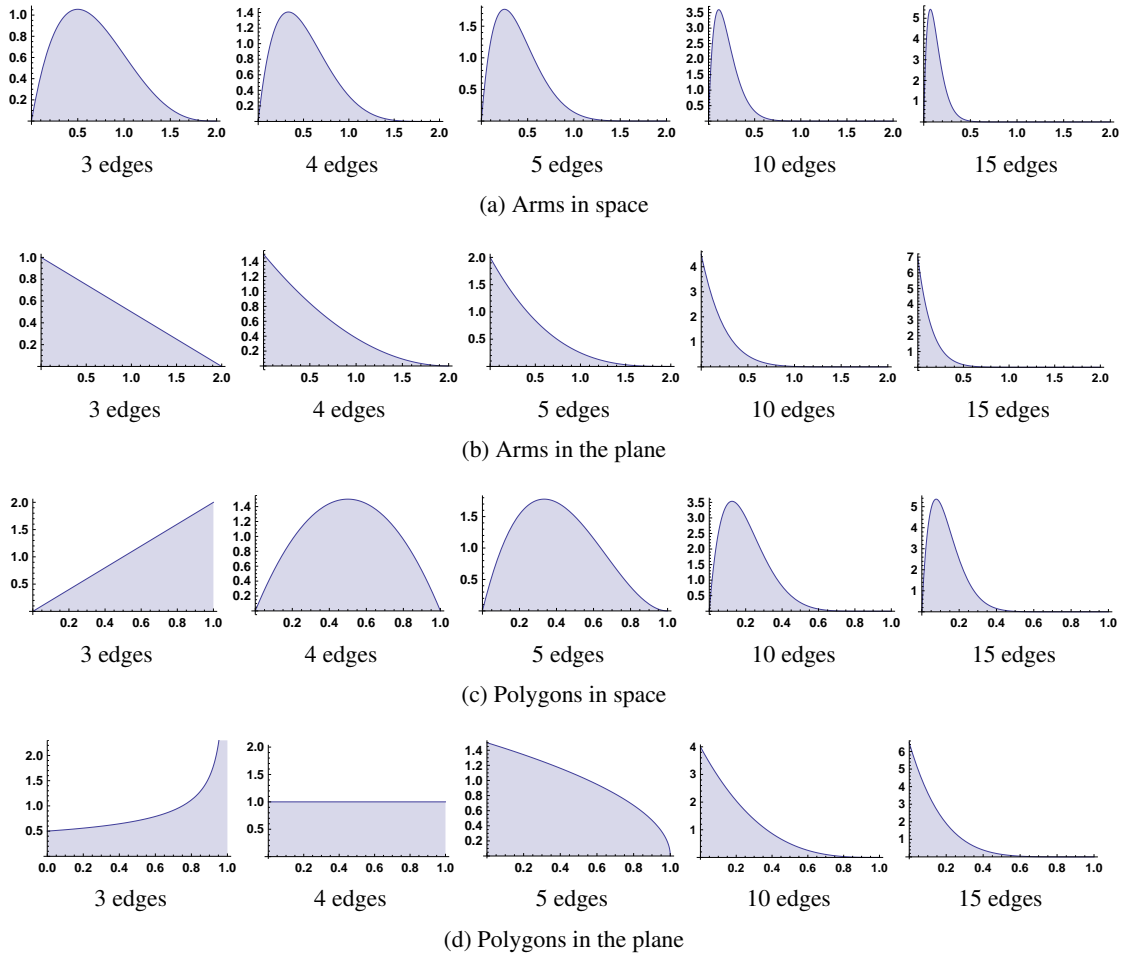 1.0
0.8
0.6
0.4
0.2
0.5 1.0 1.5 2.0
3 edges
1.4
1.2
1.0
0.8
0.6
0.4
0.2
0.5 1.0 1.5 2.0
4 edges
1.5
1.0
0.5
0.5 1.0 1.5 2.0
5 edges
3.5
3.0
2.5
2.0
1.5
1.0
0.5
0.5 1.0 1.5 2.0
10 edges
5
4
3
2
1
0.5 1.0 1.5 2.0
15 edges
(a) Arms in space
1.0
0.8
0.6
0.4
0.2
0.5 1.0 1.5 2.0
3 edges
1.4
1.2
1.0
0.8
0.6
0.4
0.2
0.5 1.0 1.5 2.0
4 edges
2.0
1.5
1.0
0.5
0.5 1.0 1.5 2.0
5 edges
4
3
2
1
0.5 1.0 1.5 2.0
10 edges
7
6
5
4
3
2
1
0.5 1.0 1.5 2.0
15 edges
(b) Arms in the plane
2.0
1.5
1.0
0.5
0.2 0.4 0.6 0.8 1.0
3 edges
1.4
1.2
1.0
0.8
0.6
0.4
0.2
0.2 0.4 0.6 0.8 1.0
4 edges
1.5
1.0
0.5
0.2 0.4 0.6 0.8 1.0
5 edges
3.5
3.0
2.5
2.0
1.5
1.0
0.5
0.2 0.4 0.6 0.8 1.0
10 edges
5
4
3
2
1
0.2 0.4 0.6 0.8 1.0
15 edges
(c) Polygons in space
2.0
1.5
1.0
0.5
0.0 0.2 0.4 0.6 0.8 1.0
3 edges
2.0
1.5
1.0
0.5
0.0 0.2 0.4 0.6 0.8 1.0
4 edges
1.4
1.2
1.0
0.8
0.6
0.4
0.2
0.2 0.4 0.6 0.8 1.0
5 edges
4
3
2
1
0.2 0.4 0.6 0.8 1.0
10 edges
6
5
4
3
2
1
0.2 0.4 0.6 0.8 1.0
15 edges
(d) Polygons in the plane